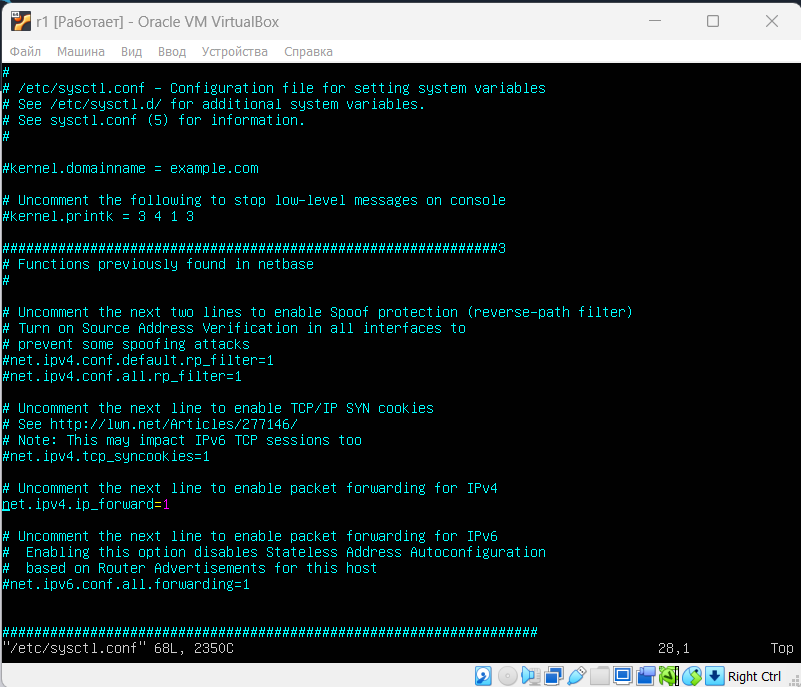 r1 [Работает] - Oracle VM VirtualBox
Файл Машина Вид Ввод Устройства Справка
#
# /etc/sysctl.conf - Configuration file for setting system variables
# See /etc/sysctl.d/ for additional system variables.
# See sysctl.conf (5) for information.
#
#kernel.domainname = example.com
# Uncomment the following to stop low-level messages on console
#kernel.printk = 3 4 1 3
##############################################################3
# Functions previously found in netbase
#
# Uncomment the next two lines to enable Spoof protection (reverse-path filter)
# Turn on Source Address Verification in all interfaces to
# prevent some spoofing attacks
#net.ipv4.conf.default.rp_filter=1
#net.ipv4.conf.all.rp_filter=1
# Uncomment the next line to enable TCP/IP SYN cookies
# See http://lwn.net/Articles/277146/
# Note: This may impact IPv6 TCP sessions too
#net.ipv4.tcp_syncookies=1
# Uncomment the next line to enable packet forwarding for IPv4
net.ipv4.ip_forward=1
# Uncomment the next line to enable packet forwarding for IPv6
#  Enabling this option disables Stateless Address Autoconfiguration
#  based on Router Advertisements for this host
#net.ipv6.conf.all.forwarding=1
###################################################################
"/etc/sysctl.conf" 68L, 2350C 28,1 Top
Right Ctrl